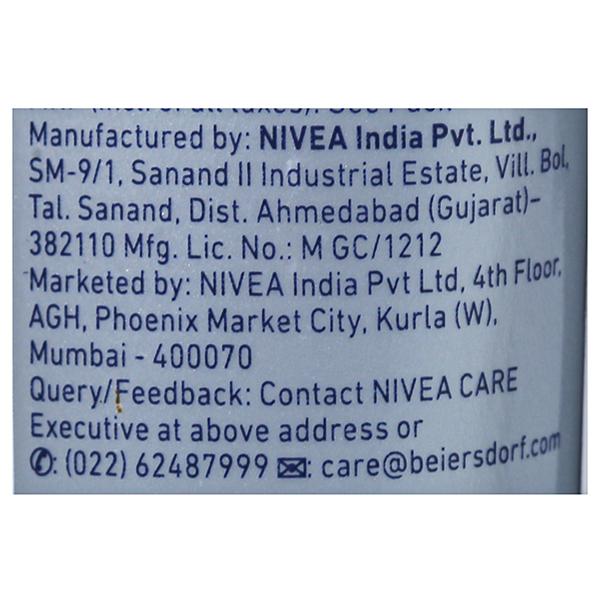 Manufactured by: NIVEA India Pvt. Ltd.,
SM-9/1, Sanand II Industrial Estate, Vill. Bol,
Tal. Sanand, Dist. Ahmedabad (Gujarat)-
382110 Mfg. Lic. No.: M GC/1212
Marketed by: NIVEA India Pvt Ltd, 4th Floor,
AGH, Phoenix Market City, Kurla (W),
Mumbai - 400070
Query/Feedback: Contact NIVEA CARE
Executive at above address or
✆: (022) 62487999 ✉: care@beiersdorf.com